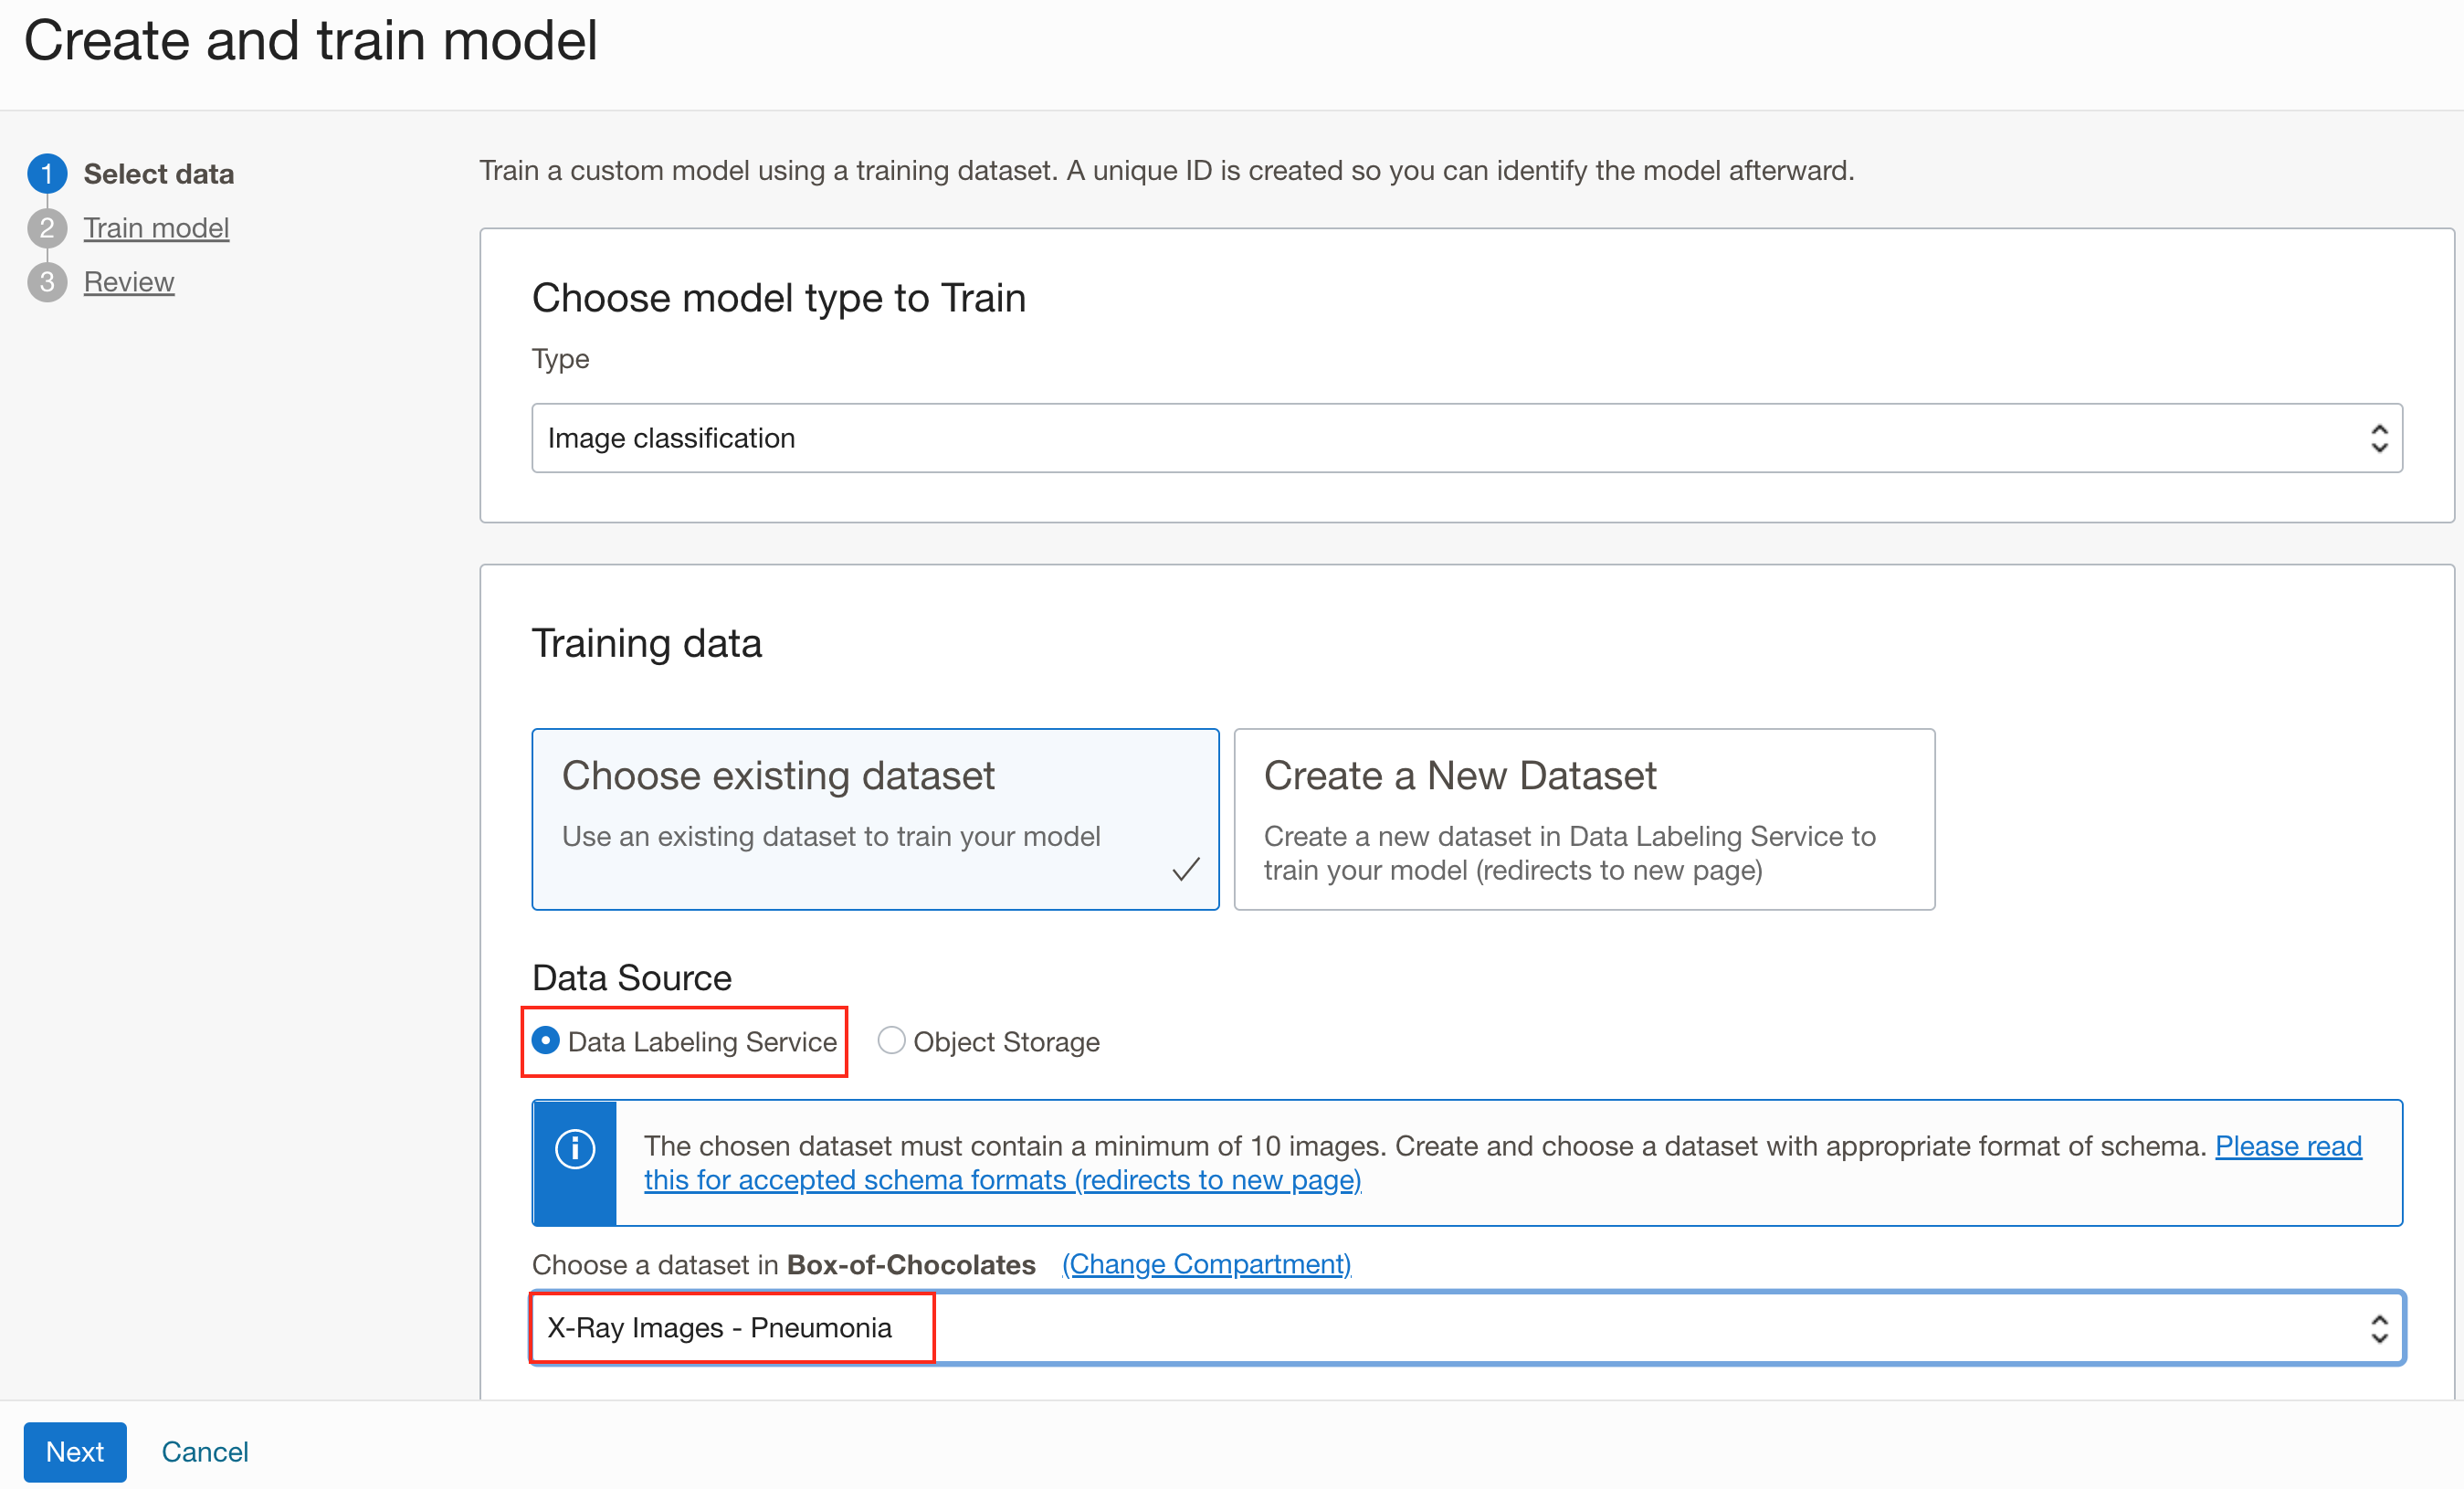 Create and train model
1 Select data
2 Train model
3 Review
Train a custom model using a training dataset. A unique ID is created so you can identify the model afterward.
Choose model type to Train
Type
Image classification
Training data
Choose existing dataset
Use an existing dataset to train your model
Create a New Dataset
Create a new dataset in Data Labeling Service to
train your model (redirects to new page)
Data Source
Data Labeling Service
Object Storage
The chosen dataset must contain a minimum of 10 images. Create and choose a dataset with appropriate format of schema. Please read
this for accepted schema formats (redirects to new page)
Choose a dataset in Box-of-Chocolates (Change Compartment)
X-Ray Images - Pneumonia
Next Cancel